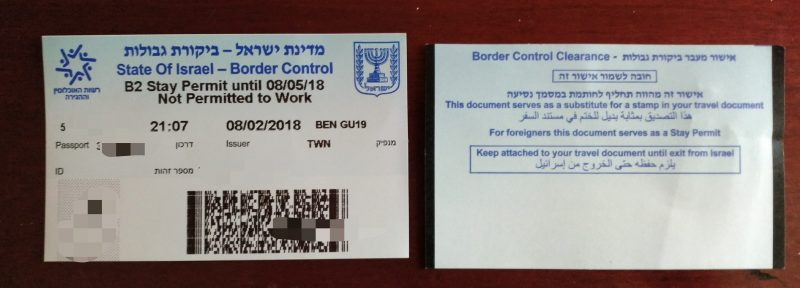 מדינת ישראל – ביקורת גבולות
State Of Israel – Border Control
B2 Stay Permit until 08/05/18
Not Permitted to Work
רשות האוכלוסין
וההגירה
5 21:07 08/02/2018 BEN GU19
Passport דרכון Issuer TWN מנפיק
ID מספר זהות
Border Control Clearance - אישור מעבר ביקורת גבולות
חובה לשמור אישור זה
אישור זה מהווה תחליף לחותמת במסמך נסיעה
This document serves as a substitute for a stamp in your travel document
هذا التصديق بمثابة بديل للختم في مستند السفر
For foreigners this document serves as a Stay Permit
Keep attached to your travel document until exit from Israel
يلزم حفظه حتى الخروج من إسرائيل